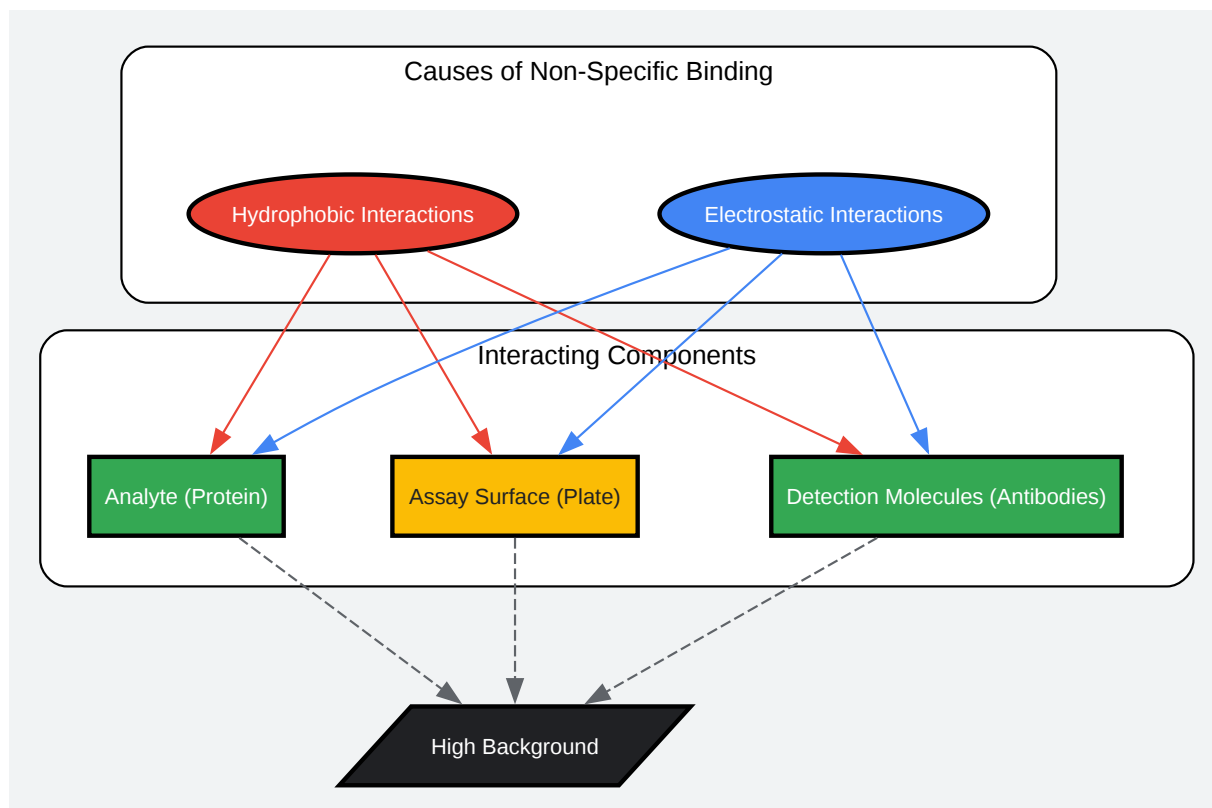 Causes of Non-Specific Binding
Hydrophobic Interactions
Electrostatic Interactions
Interacting Components
Analyte (Protein)
Assay Surface (Plate)
Detection Molecules (Antibodies)
High Background